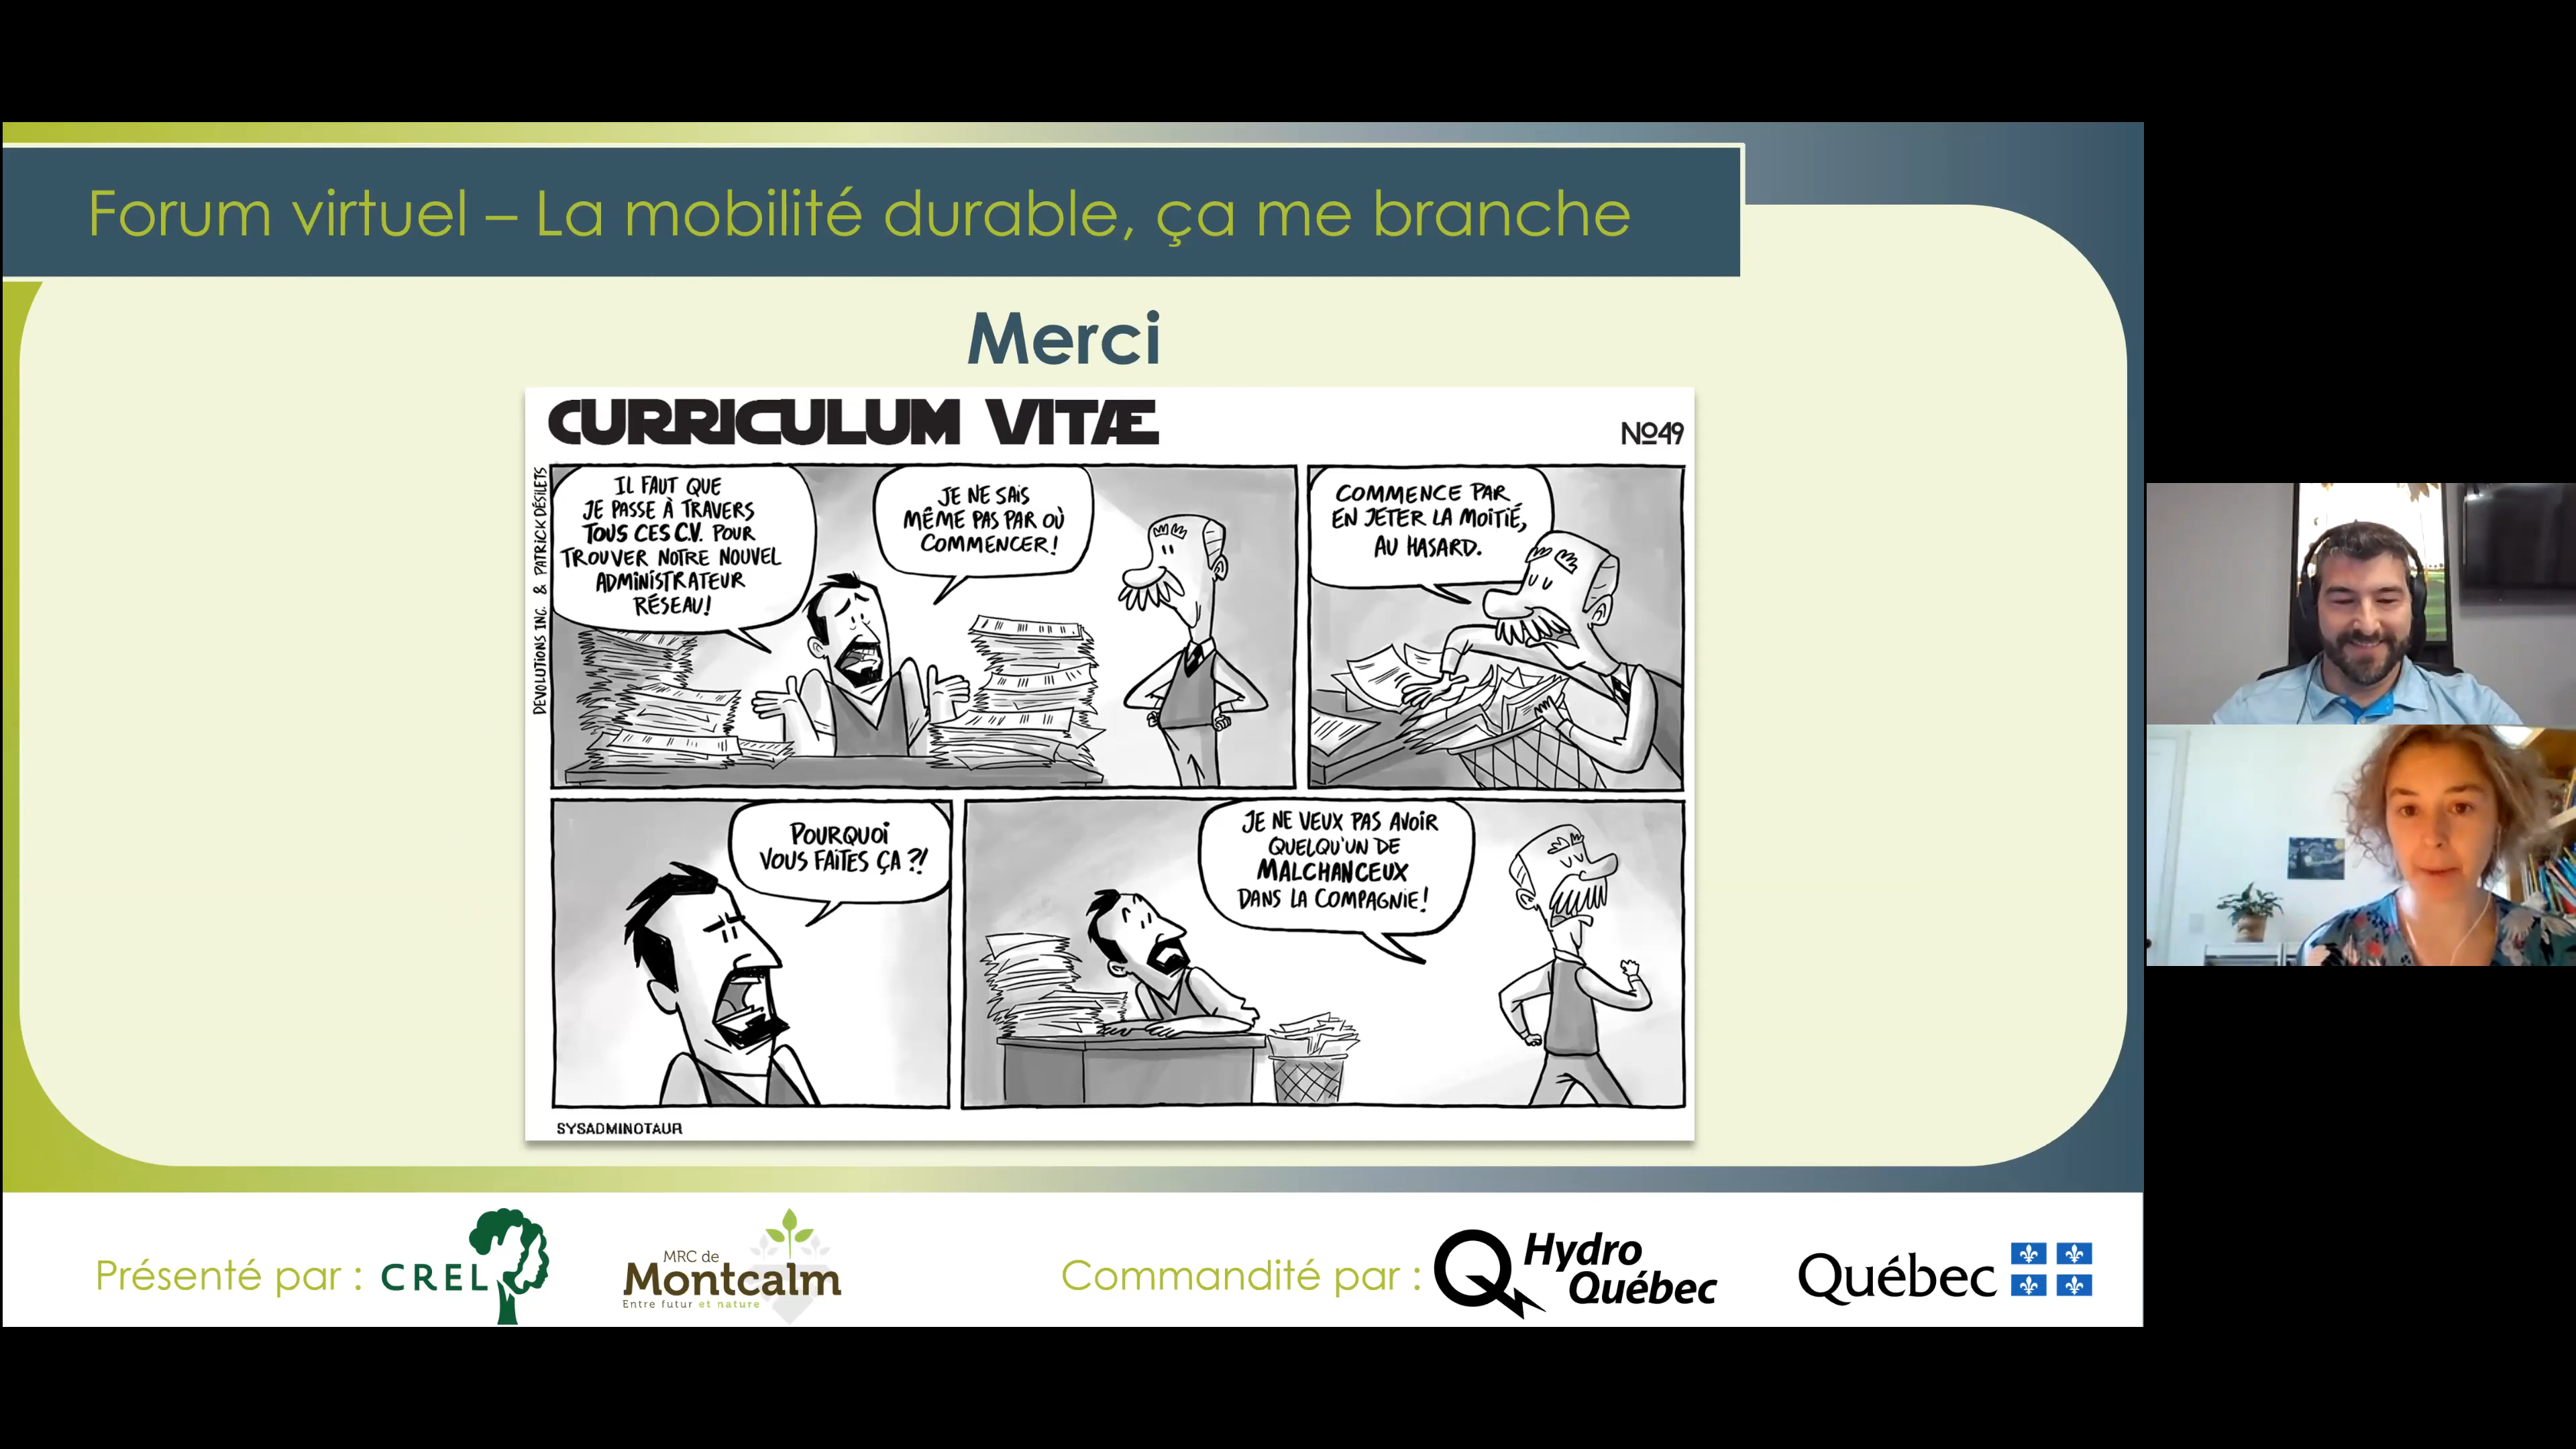 Forum virtuel – La mobilité durable, ça me branche
Merci
CURRICULUM VITÆ
Nº49
DEVOLUTIONS INC. & PATRICK DÉSILETS
IL FAUT QUE
JE PASSE À TRAVERS
TOUS CES C.V. POUR
TROUVER NOTRE NOUVEL
ADMINISTRATEUR
RÉSEAU!
JE NE SAIS
MÊME PAS PAR OÙ
COMMENCER!
COMMENCE PAR
EN JETER LA MOITIÉ,
AU HASARD.
POURQUOI
VOUS FAITES ÇA ?!
JE NE VEUX PAS AVOIR
QUELQU'UN DE
MALCHANCEUX
DANS LA COMPAGNIE!
SYSADMINOTAUR
Présenté par :
CREL
MRC de
Montcalm
Entre futur et nature
Commandité par :
Hydro
Québec
Québec